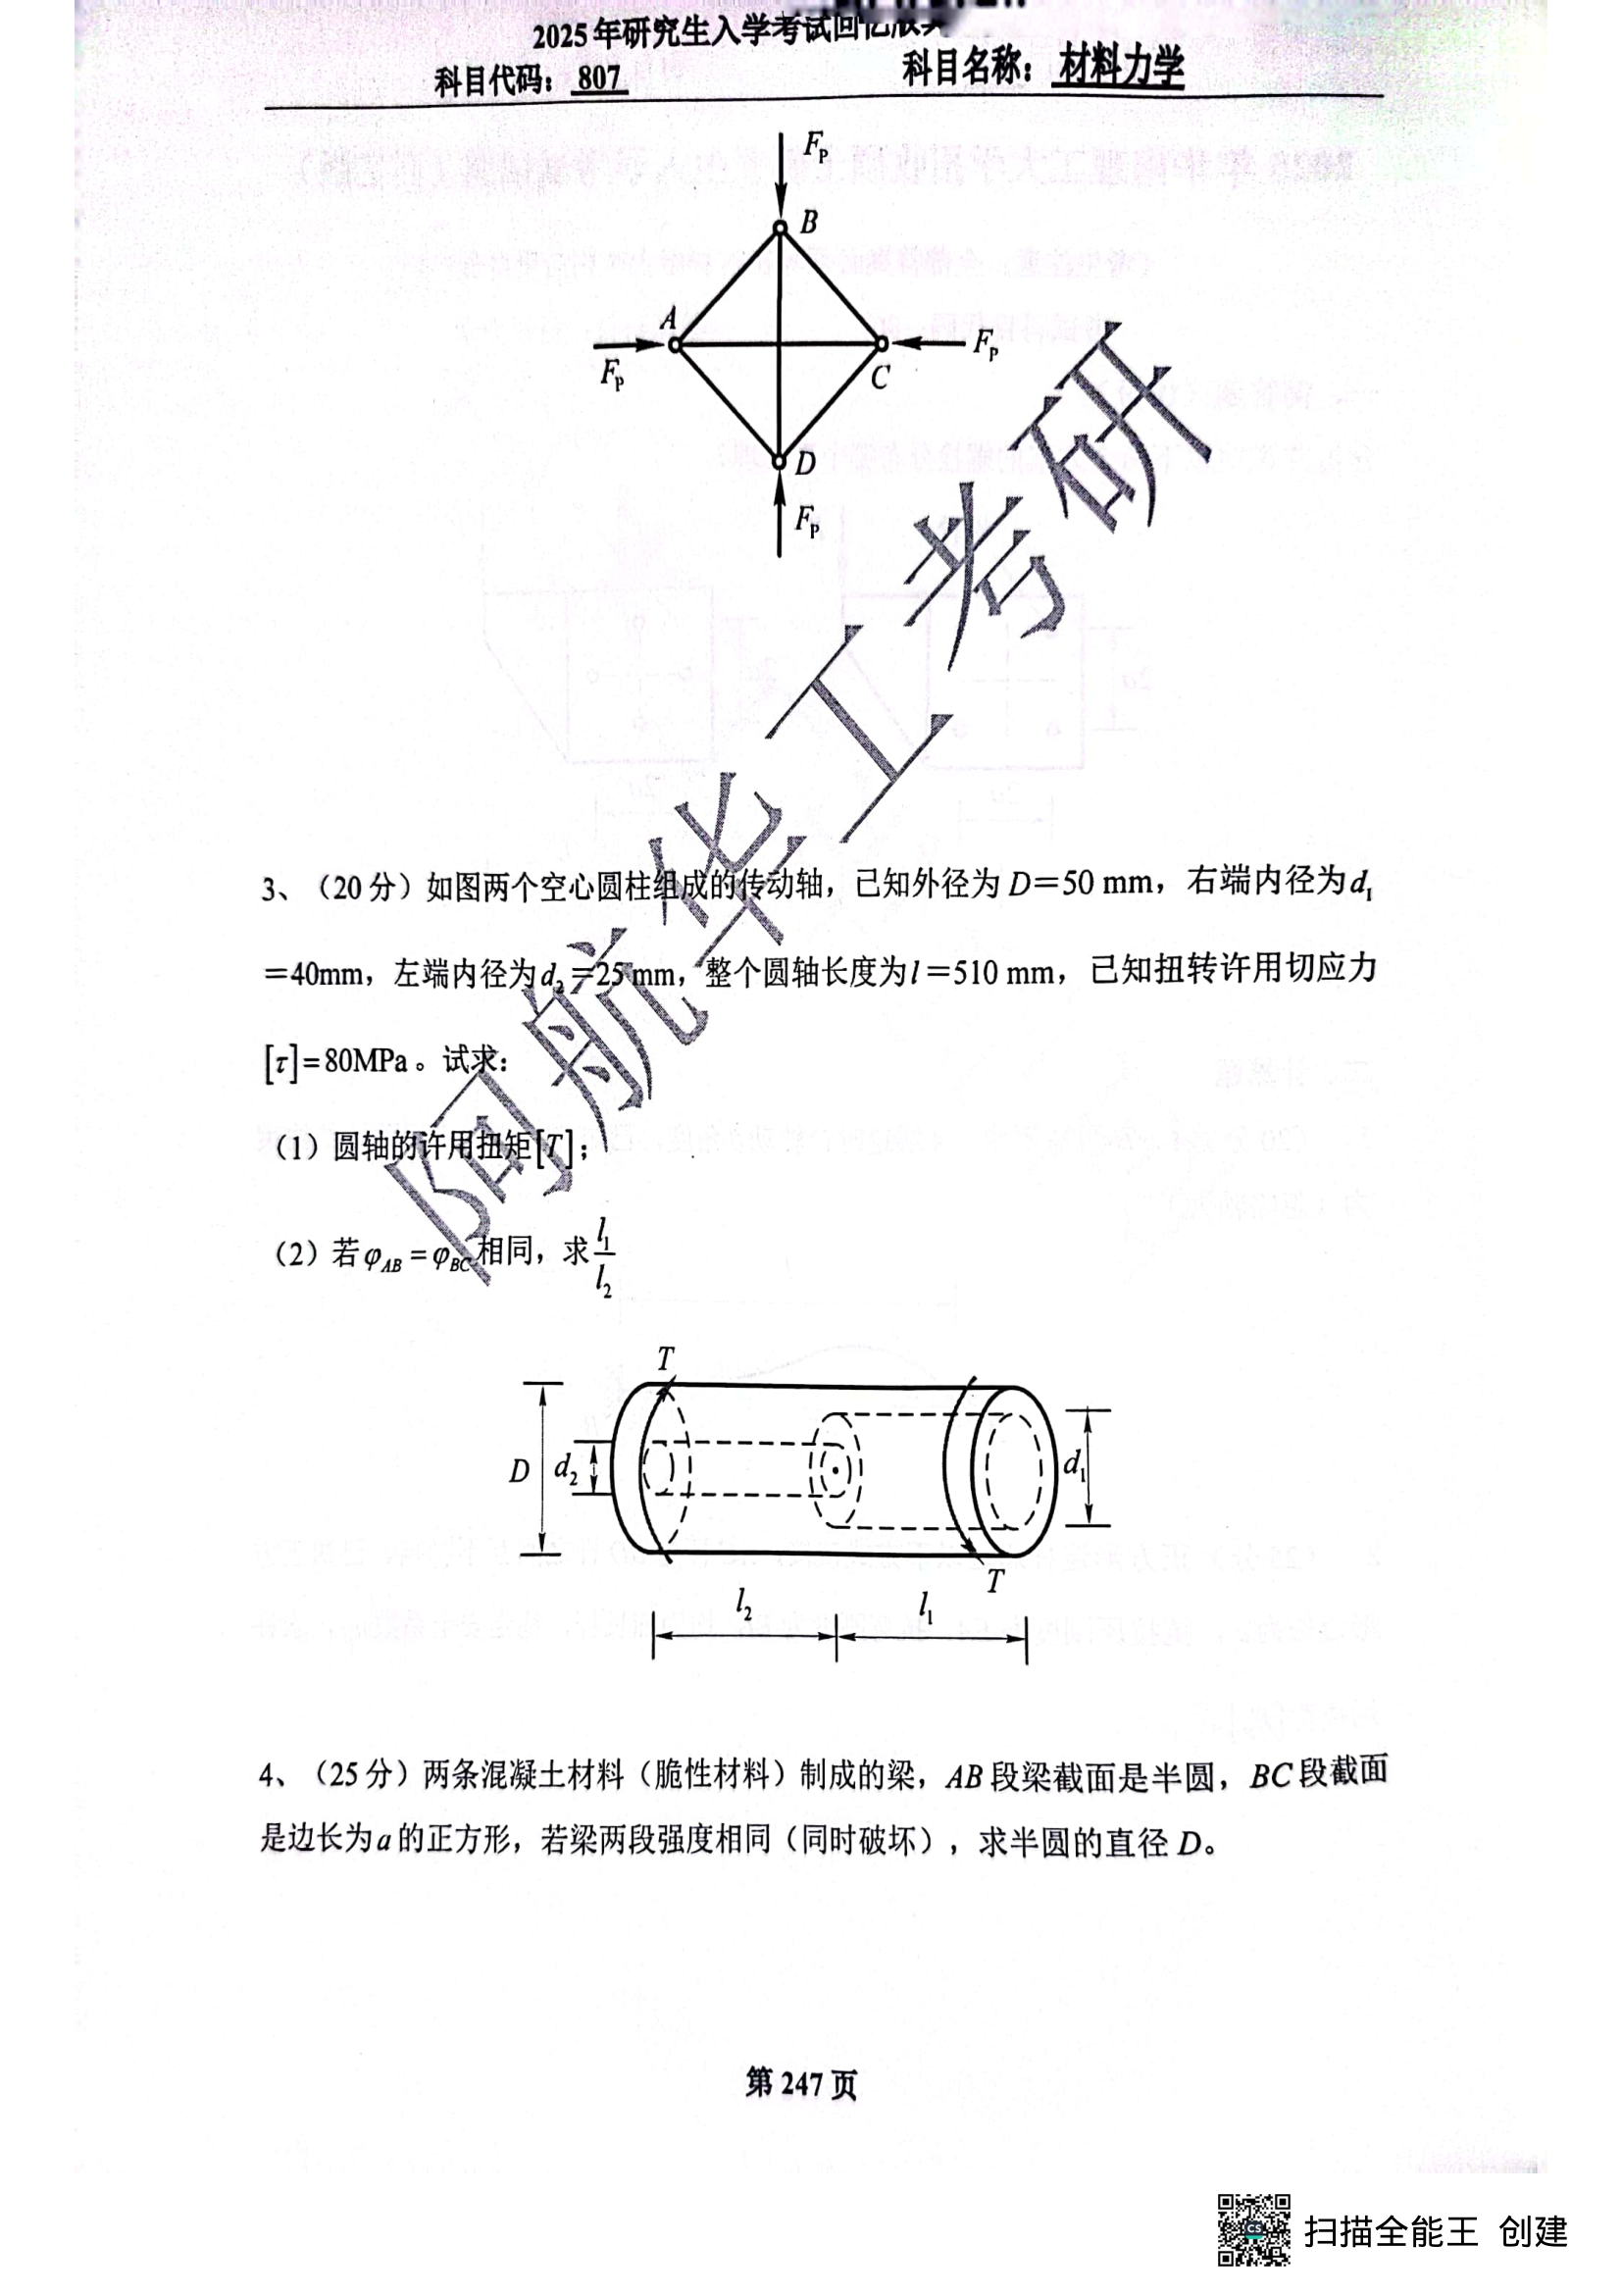 2025年研究生入学考试回忆版真
科目代码：807 科目名称：材料力学
F_P
B
A
F_P
F_P
C
D
F_P
3、（20分）如图两个空心圆柱组成的传动轴，已知外径为D=50 mm，右端内径为d₁
=40mm，左端内径为d₂=25mm，整个圆轴长度为l=510 mm，已知扭转许用切应力
[τ]=80MPa。试求：
（1）圆轴的许用扭矩[T]；
（2）若φ_AB=φ_BC相同，求l₁/l₂
T
D
d₂
d₁
T
l₂
l₁
4、（25分）两条混凝土材料（脆性材料）制成的梁，AB段梁截面是半圆，BC段截面
是边长为a的正方形，若梁两段强度相同（同时破坏），求半圆的直径D。
阿航华工考研
第 247 页
CS
扫描全能王 创建